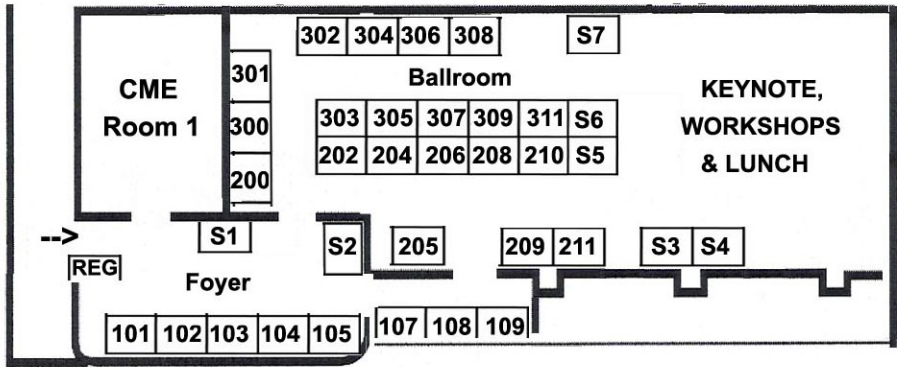 302 304 306 308 S7
301
Ballroom
CME
Room 1
KEYNOTE,
WORKSHOPS
& LUNCH
300
303 305 307 309 311 S6
202 204 206 208 210 S5
200
-->
S1
S2
205
209 211
S3 S4
REG
Foyer
101 102 103 104 105
107 108 109